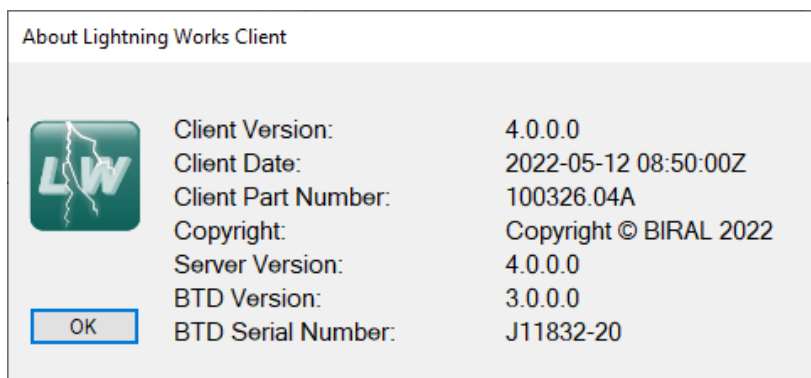 About Lightning Works Client
LW
Client Version: 4.0.0.0
Client Date: 2022-05-12 08:50:00Z
Client Part Number: 100326.04A
Copyright: Copyright © BIRAL 2022
Server Version: 4.0.0.0
BTD Version: 3.0.0.0
BTD Serial Number: J11832-20
OK